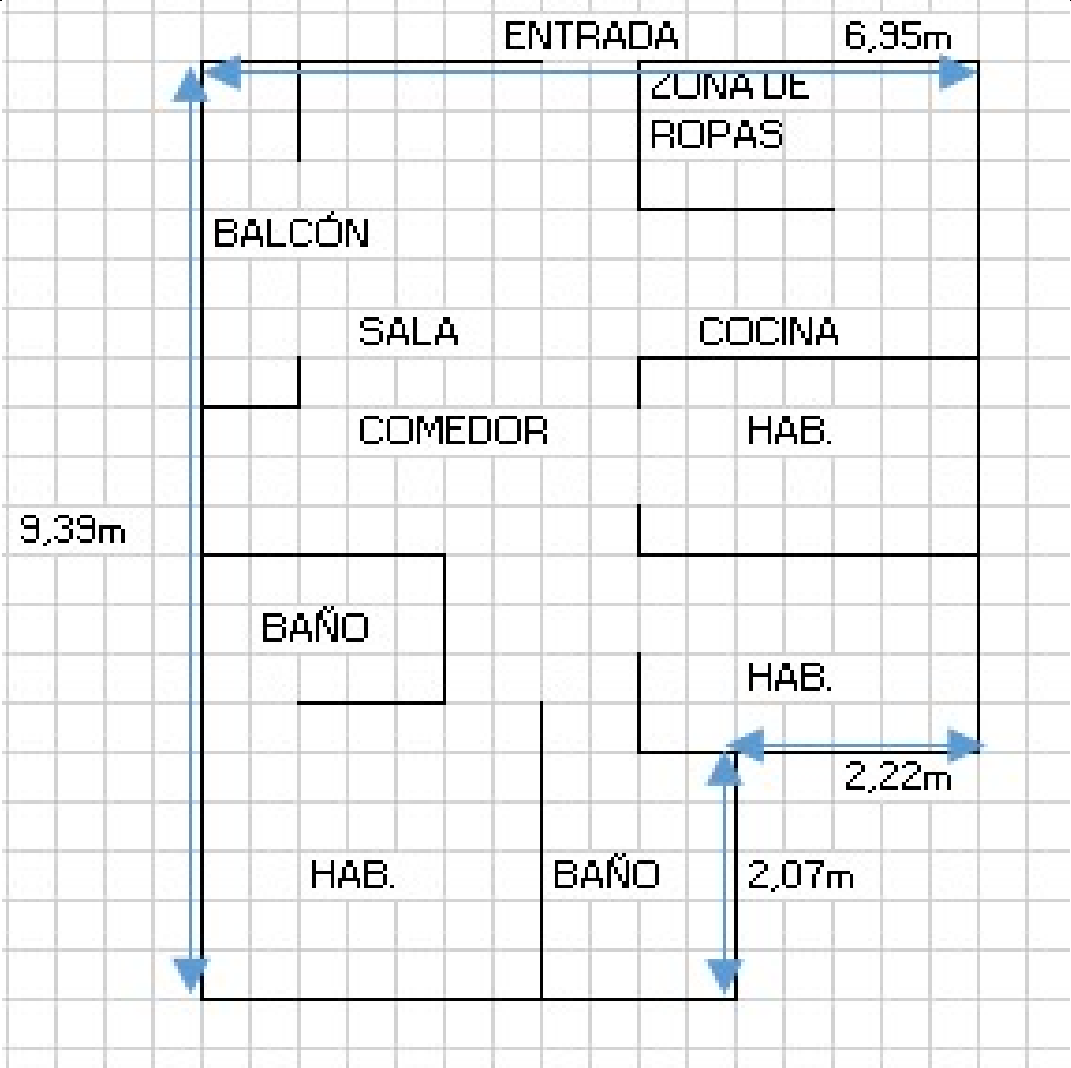 ENTRADA
6,95m
ZONA DE
ROPAS
BALCÓN
SALA
COCINA
COMEDOR
HAB.
9,39m
BAÑO
HAB.
2,22m
HAB.
BAÑO
2,07m